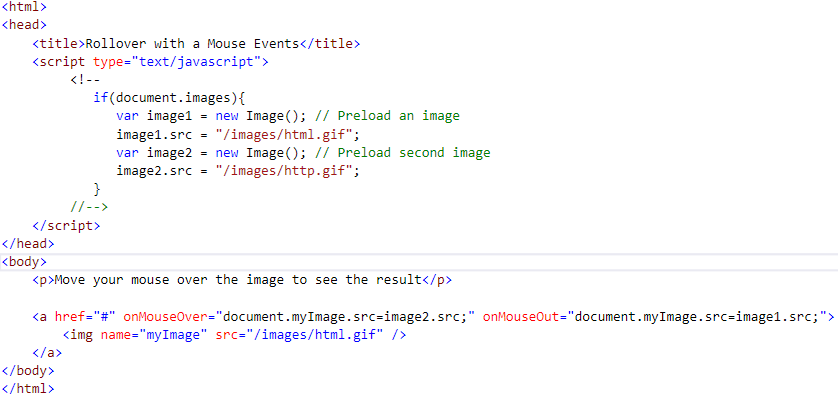 <html>
<head>
    <title>Rollover with a Mouse Events</title>
    <script type="text/javascript">
         <!--
            if(document.images){
               var image1 = new Image(); // Preload an image
               image1.src = "/images/html.gif";
               var image2 = new Image(); // Preload second image
               image2.src = "/images/http.gif";
            }
         //-->
    </script>
</head>
<body>
    <p>Move your mouse over the image to see the result</p>

    <a href="#" onMouseOver="document.myImage.src=image2.src;" onMouseOut="document.myImage.src=image1.src;">
        <img name="myImage" src="/images/html.gif" />
    </a>
</body>
</html>